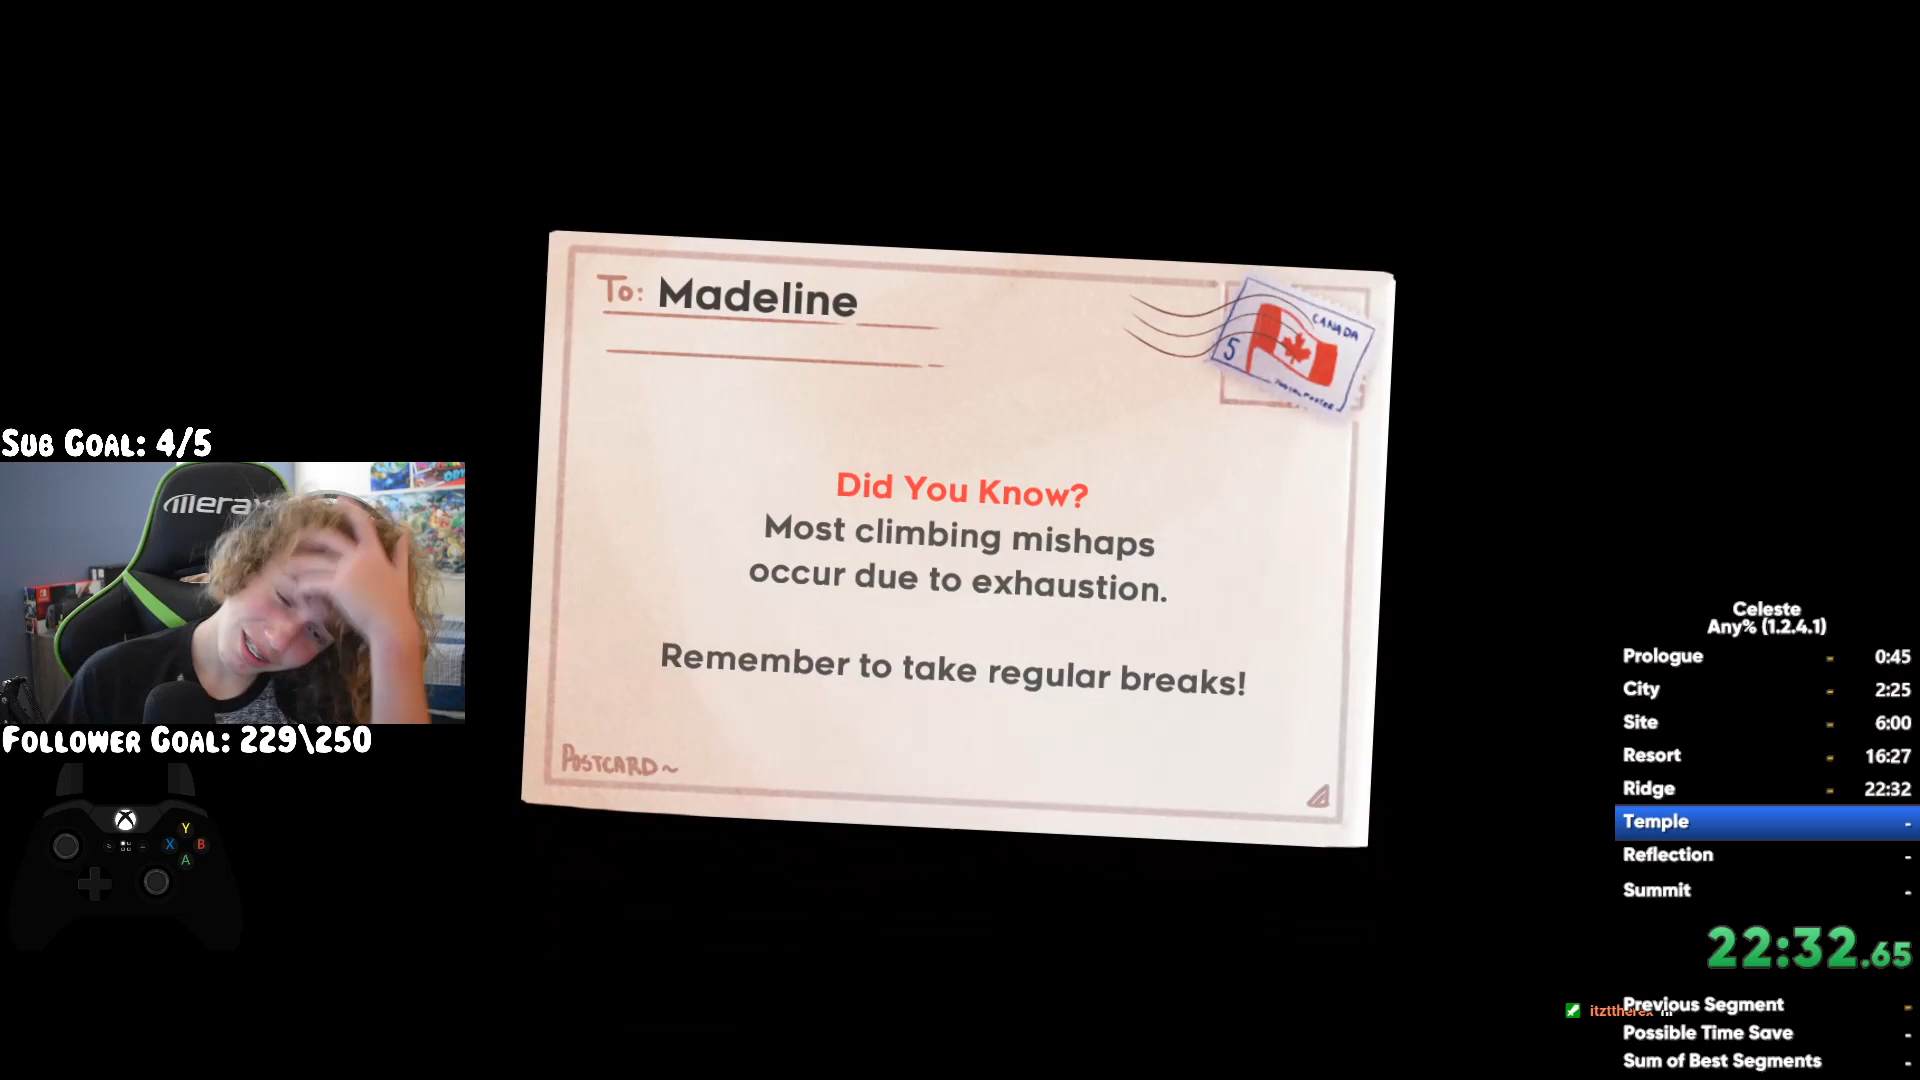 To: Madeline
CANADA
5
Did You Know?
Most climbing mishaps
occur due to exhaustion.
Remember to take regular breaks!
POSTCARD~
SUB GOAL: 4/5
merax
FOLLOWER GOAL: 229\250
Y
X B
A
Celeste
Any% (1.2.4.1)
Prologue - 0:45
City - 2:25
Site - 6:00
Resort - 16:27
Ridge - 22:32
Temple -
Reflection -
Summit -
22:32.65
Previous Segment -
Possible Time Save -
Sum of Best Segments -